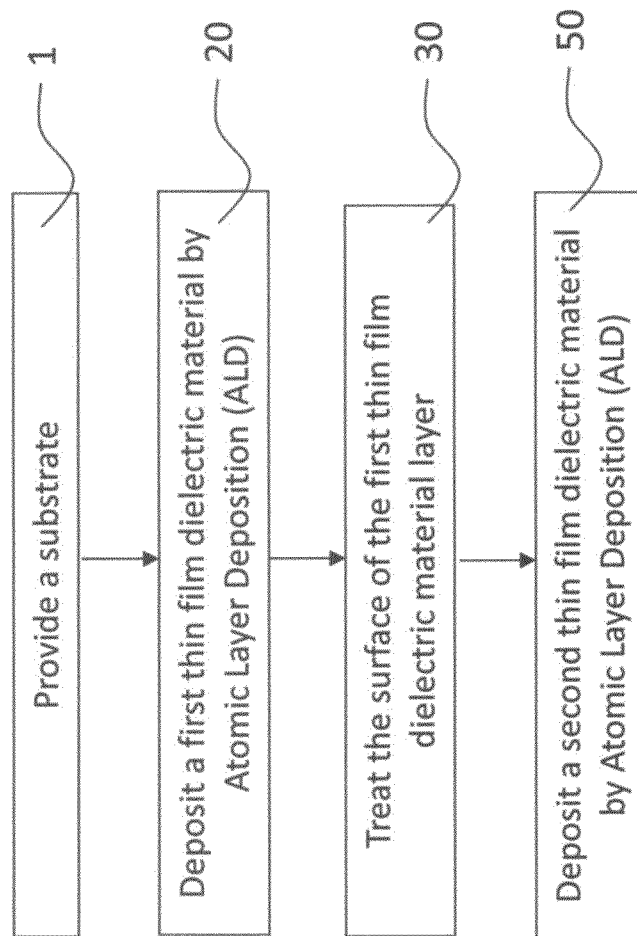 Provide a substrate
1
Deposit a first thin film dielectric material by
Atomic Layer Deposition (ALD)
20
Treat the surface of the first thin film
dielectric material layer
30
Deposit a second thin film dielectric material
by Atomic Layer Deposition (ALD)
50